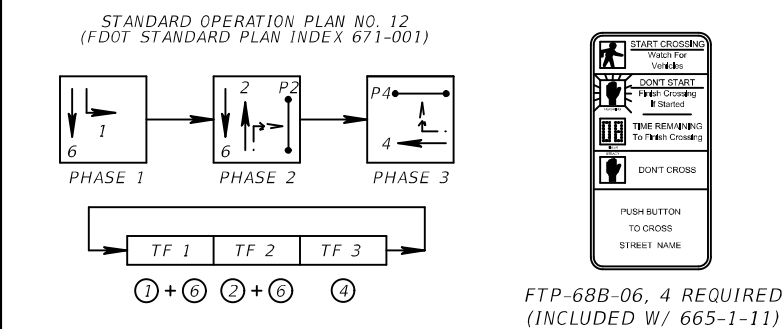 STANDARD OPERATION PLAN NO. 12
(FDOT STANDARD PLAN INDEX 671-001)
1
6
PHASE 1
2
P2
6
PHASE 2
P4
4
PHASE 3
TF 1
TF 2
TF 3
1 + 6
2 + 6
4
START CROSSING
Watch For
Vehicles
DON'T START
Finish Crossing
If Started
08
TIME REMAINING
To Finish Crossing
DON'T CROSS
PUSH BUTTON
TO CROSS
STREET NAME
FTP-68B-06, 4 REQUIRED
(INCLUDED W/ 665-1-11)